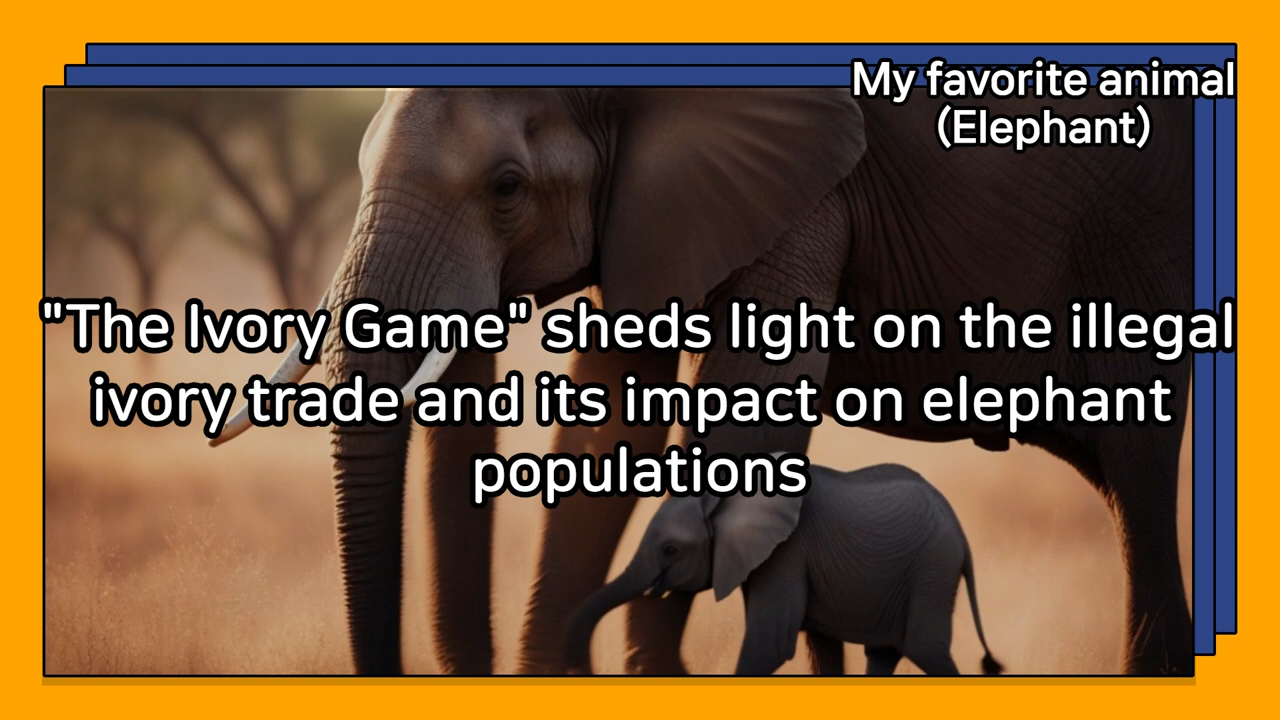 My favorite animal
(Elephant)
"The Ivory Game" sheds light on the illegal
ivory trade and its impact on elephant
populations